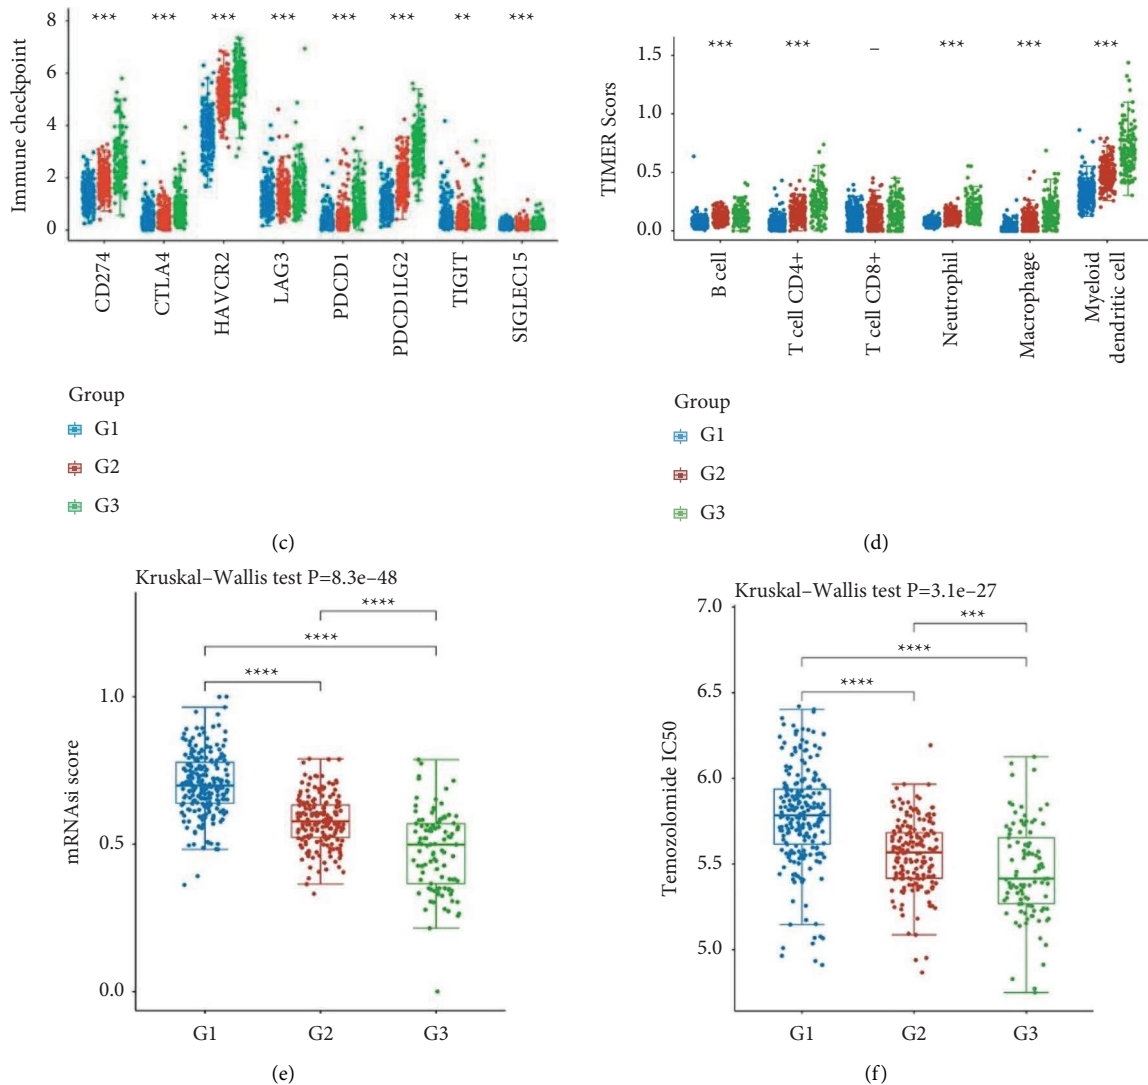 Immune checkpoint
8
6
4
2
0
*** *** *** *** *** *** ** ***
CD274
CTLA4
HAVCR2
LAG3
PDCD1
PDCD1LG2
TIGIT
SIGLEC15
Group
G1
G2
G3
(c)
TIMER Scors
1.5
1.0
0.5
0.0
*** *** – *** *** ***
B cell
T cell CD4+
T cell CD8+
Neutrophil
Macrophage
Myeloid
dendritic cell
Group
G1
G2
G3
(d)
Kruskal–Wallis test P=8.3e–48
****
****
****
mRNAsi score
1.0
0.5
0.0
G1 G2 G3
(e)
Kruskal–Wallis test P=3.1e–27
***
****
****
Temozolomide IC50
7.0
6.5
6.0
5.5
5.0
G1 G2 G3
(f)